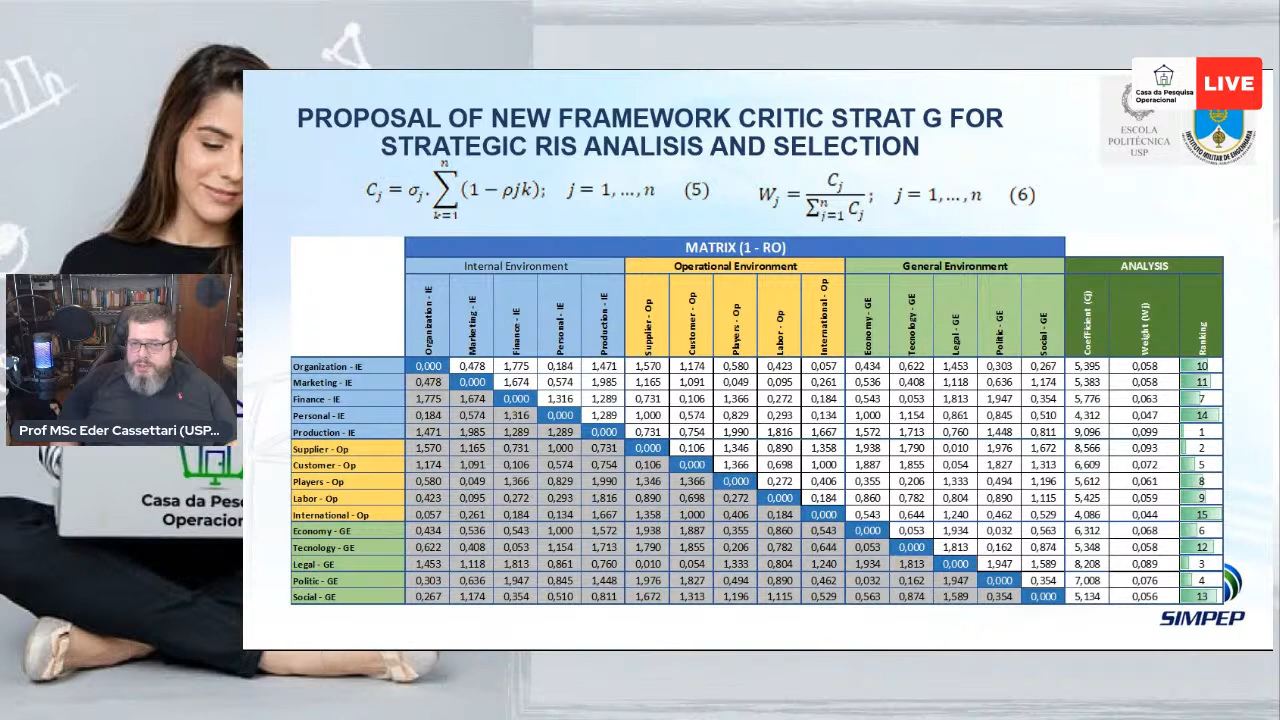 Casa da Pesquisa
Operacional
LIVE
PROPOSAL OF NEW FRAMEWORK CRITIC STRAT G FOR
STRATEGIC RIS ANALISIS AND SELECTION
ESCOLA
POLITÉCNICA
USP
C_j = σ_j. ∑_{k=1}^{n} (1 − ρjk); j = 1, …, n (5)
W_j = C_j / ∑_{j=1}^{n} C_j ; j = 1, …, n (6)
MATRIX (1 - RO)
Internal Environment Operational Environment General Environment ANALYSIS
Organization - IE Marketing - IE Finance - IE Personal - IE Production - IE Supplier - Op Customer - Op Players - Op Labor - Op International - Op Economy - GE Tecnology - GE Legal - GE Politic - GE Social - GE Coefficient (Cj) Weight (Wj) Ranking
Organization - IE 0,000 0,478 1,775 0,184 1,471 1,570 1,174 0,580 0,423 0,057 0,434 0,622 1,453 0,303 0,267 5,395 0,058 10
Marketing - IE 0,478 0,000 1,674 0,574 1,985 1,165 1,091 0,049 0,095 0,261 0,536 0,408 1,118 0,636 1,174 5,383 0,058 11
Finance - IE 1,775 1,674 0,000 1,316 1,289 0,731 0,106 1,366 0,272 0,184 0,543 0,053 1,813 1,947 0,354 5,776 0,063 7
Personal - IE 0,184 0,574 1,316 0,000 1,289 1,000 0,574 0,829 0,293 0,134 1,000 1,154 0,861 0,845 0,510 4,312 0,047 14
Production - IE 1,471 1,985 1,289 1,289 0,000 0,731 0,754 1,990 1,816 1,667 1,572 1,713 0,760 1,448 0,811 9,096 0,099 1
Supplier - Op 1,570 1,165 0,731 1,000 0,731 0,000 0,106 1,346 0,890 1,358 1,938 1,790 0,010 1,976 1,672 8,566 0,093 2
Customer - Op 1,174 1,091 0,106 0,574 0,754 0,106 0,000 1,366 0,698 1,000 1,887 1,855 0,054 1,827 1,313 6,609 0,072 5
Players - Op 0,580 0,049 1,366 0,829 1,990 1,346 1,366 0,000 0,272 0,406 0,355 0,206 1,333 0,494 1,196 5,612 0,061 8
Labor - Op 0,423 0,095 0,272 0,293 1,816 0,890 0,698 0,272 0,000 0,184 0,860 0,782 0,804 0,890 1,115 5,425 0,059 9
International - Op 0,057 0,261 0,184 0,134 1,667 1,358 1,000 0,406 0,184 0,000 0,543 0,644 1,240 0,462 0,529 4,086 0,044 15
Economy - GE 0,434 0,536 0,543 1,000 1,572 1,938 1,887 0,355 0,860 0,543 0,000 0,053 1,934 0,032 0,563 6,312 0,068 6
Tecnology - GE 0,622 0,408 0,053 1,154 1,713 1,790 1,855 0,206 0,782 0,644 0,053 0,000 1,813 0,162 0,874 5,348 0,058 12
Legal - GE 1,453 1,118 1,813 0,861 0,760 0,010 0,054 1,333 0,804 1,240 1,934 1,813 0,000 1,947 1,589 8,208 0,089 3
Politic - GE 0,303 0,636 1,947 0,845 1,448 1,976 1,827 0,494 0,890 0,462 0,032 0,162 1,947 0,000 0,354 7,008 0,076 4
Social - GE 0,267 1,174 0,354 0,510 0,811 1,672 1,313 1,196 1,115 0,529 0,563 0,874 1,589 0,354 0,000 5,134 0,056 13
Prof MSc Eder Cassettari (USP...
Casa da Pesq
Operacion
SIMPEP